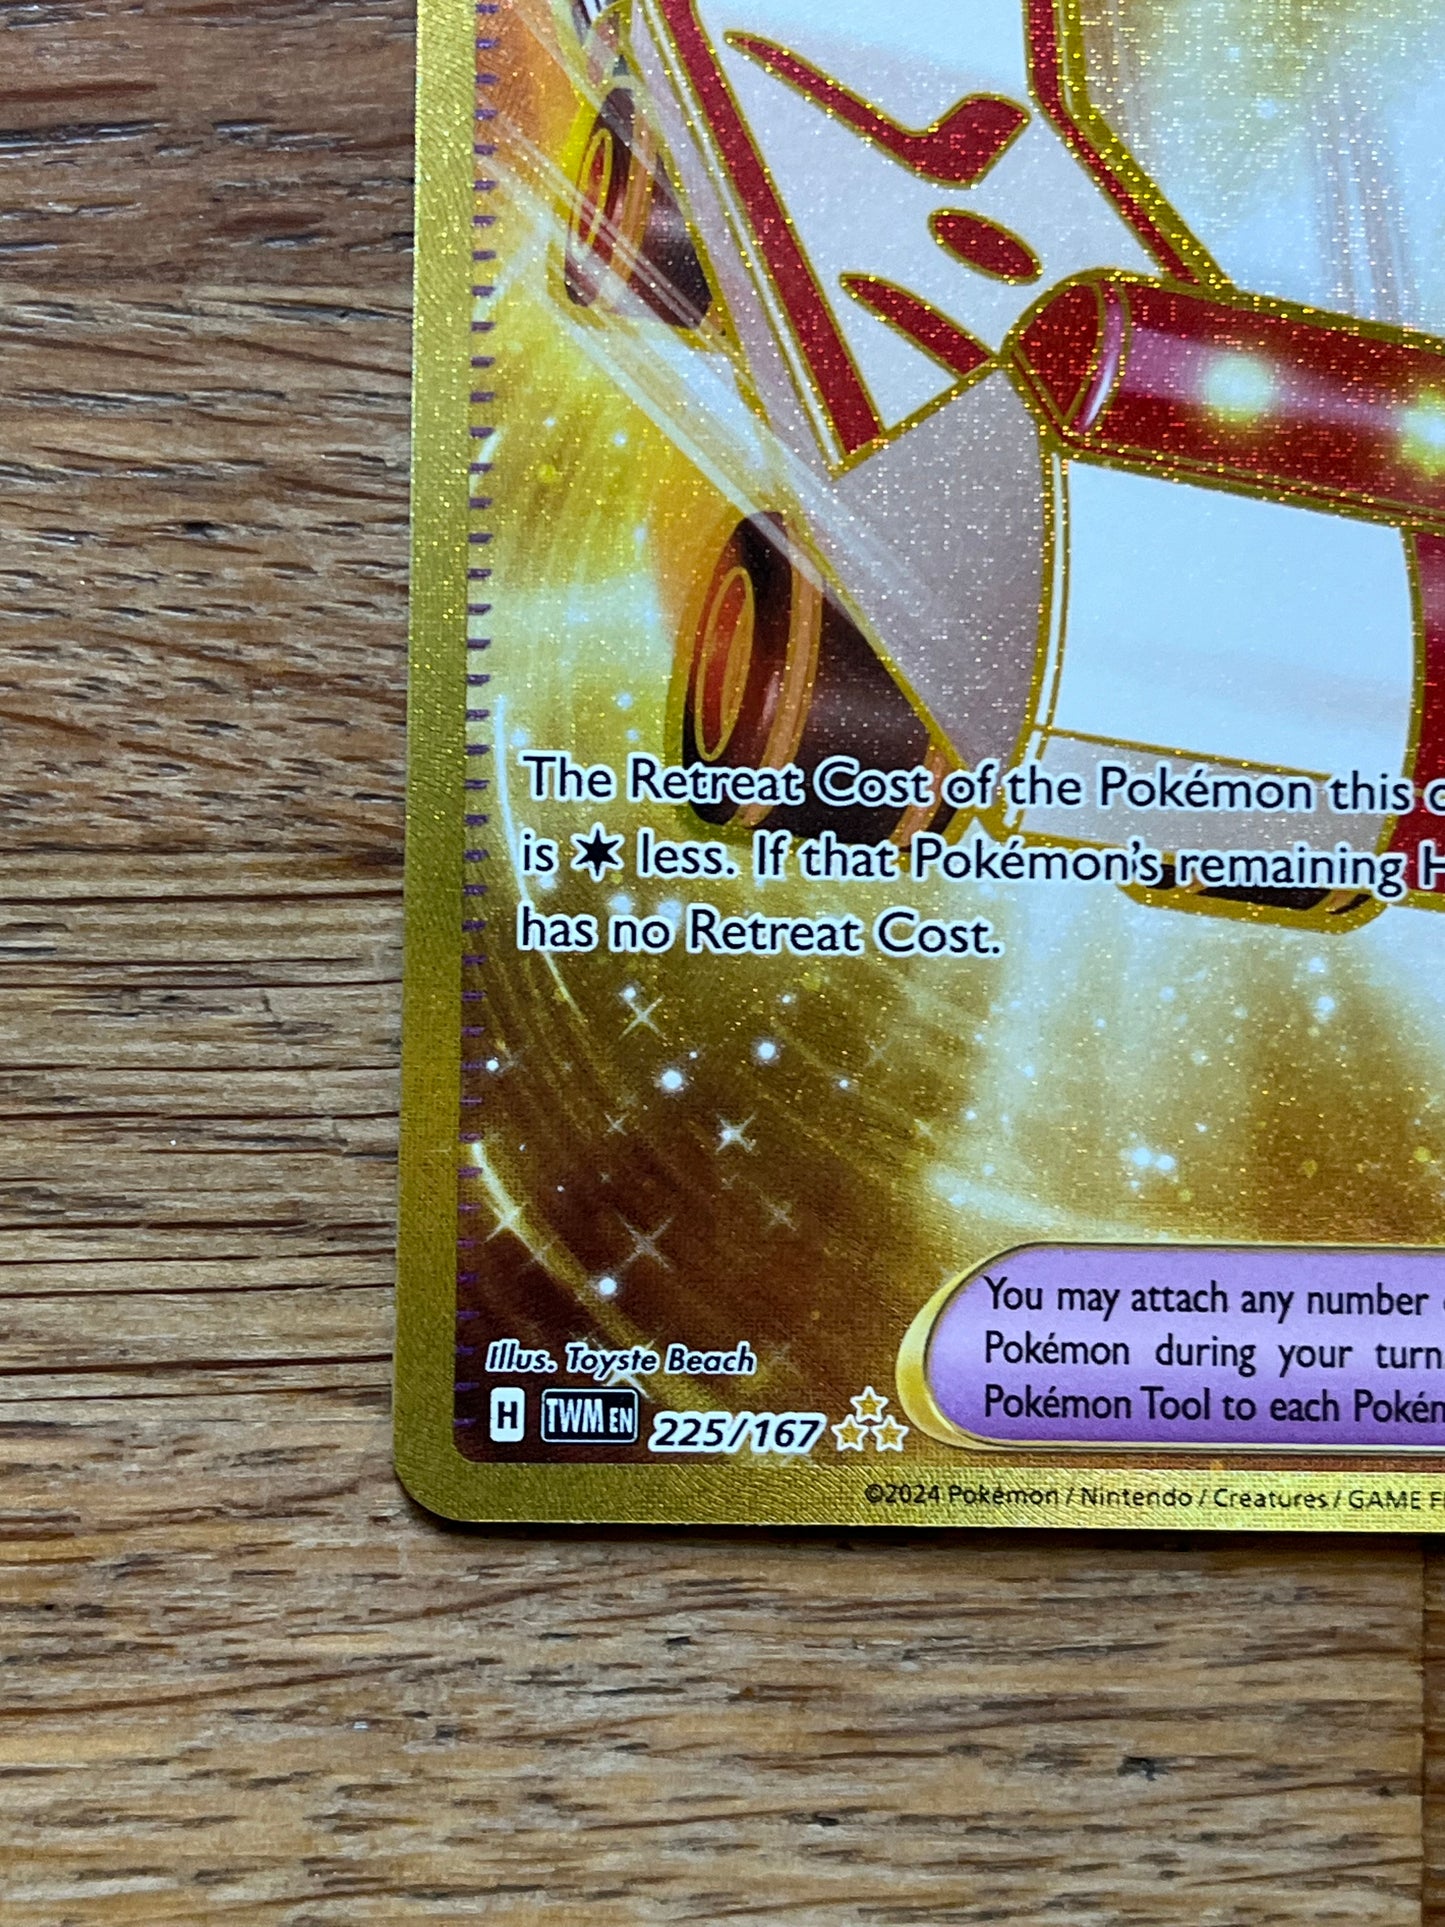 The Retreat Cost of the Pokémon this
is less. If that Pokémon's remaining
has no Retreat Cost.
You may attach any number
Pokémon during your turn
Pokémon Tool to each
Illus. Toyste Beach
H TWM EN 225/167
©2024 Pokémon / Nintendo / Creatures / GAME